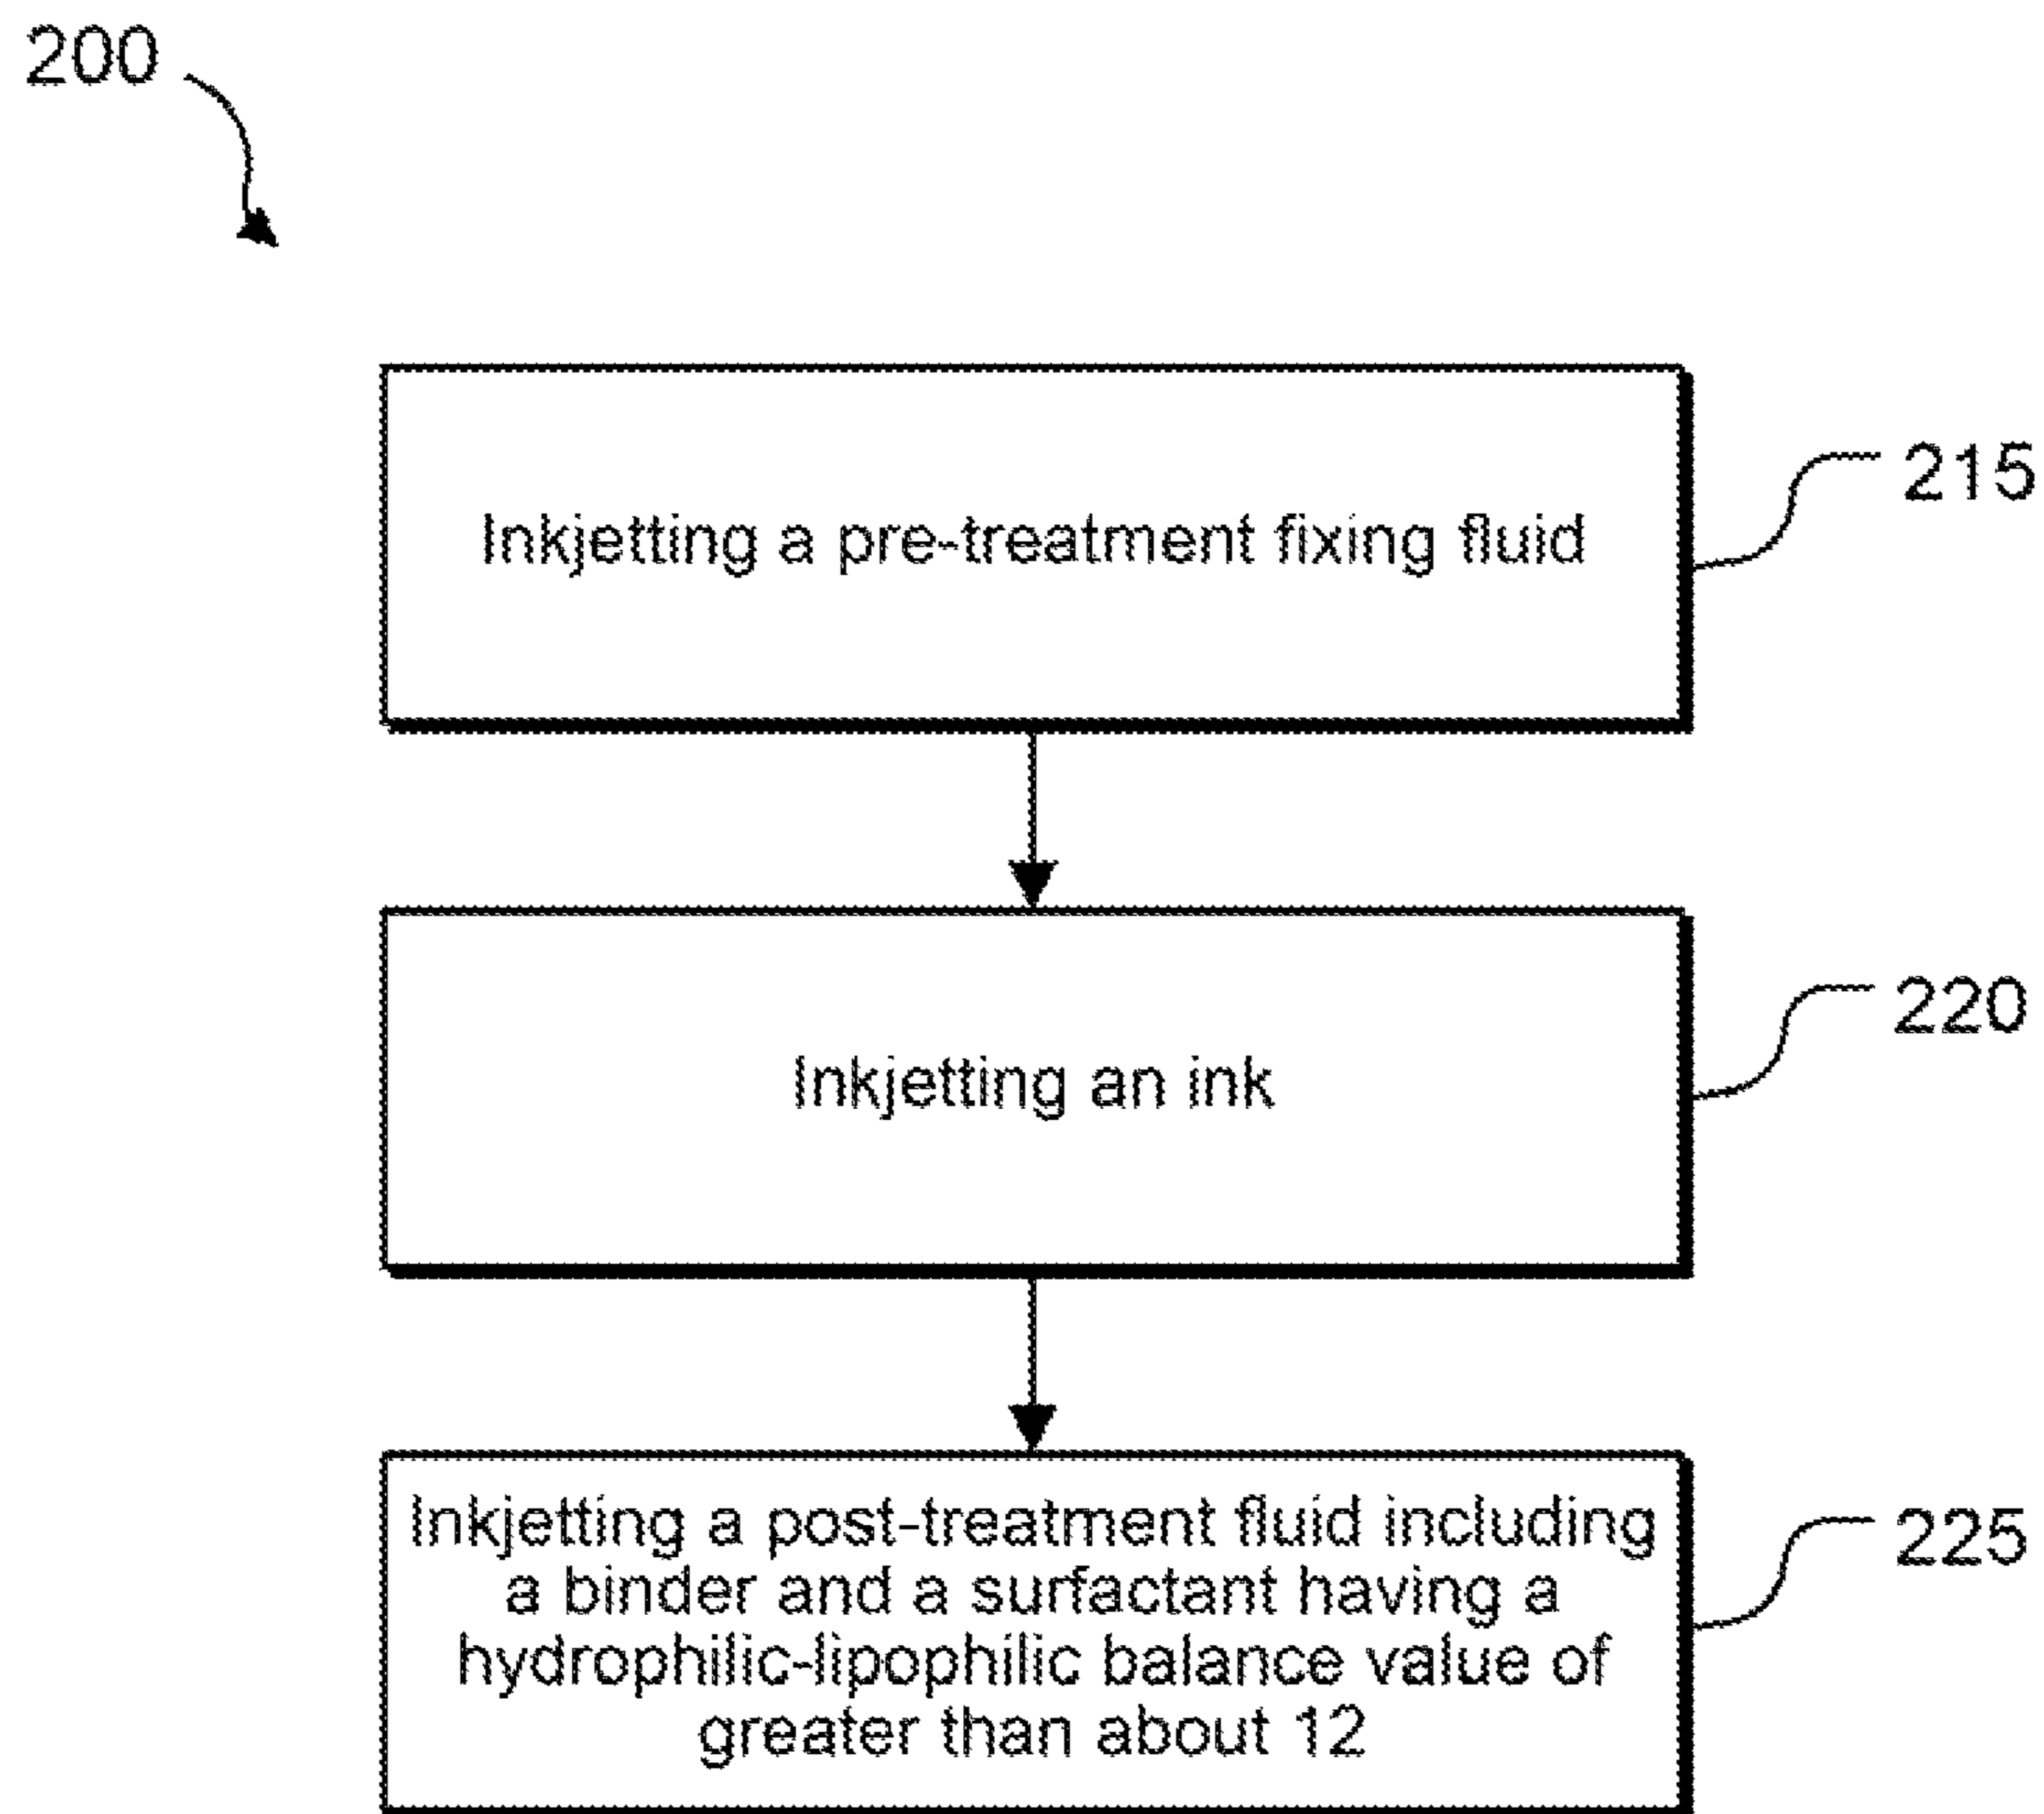 200
Inkjetting a pre-treatment fixing fluid
215
Inkjetting an ink
220
Inkjetting a post-treatment fluid including
a binder and a surfactant having a
hydrophilic-lipophilic balance value of
greater than about 12
225